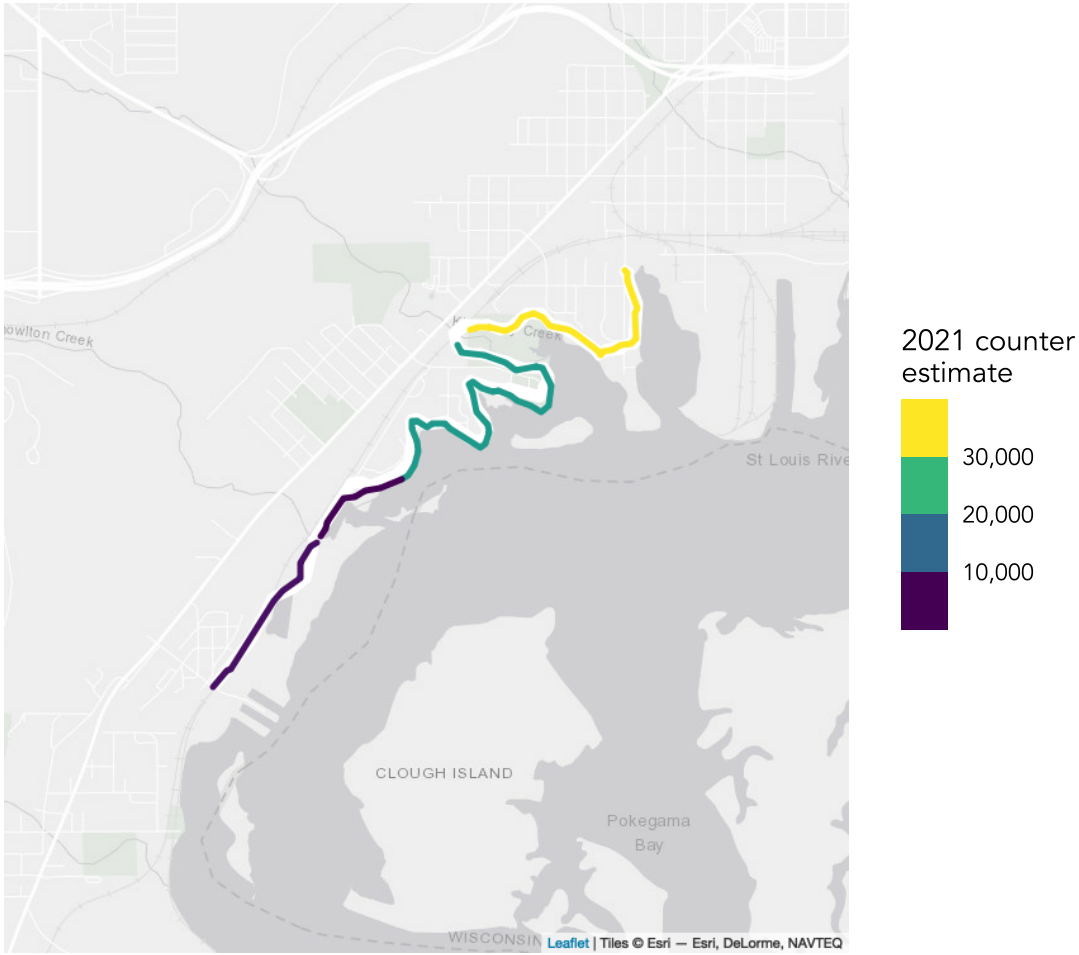 2021 counter
estimate
30,000
20,000
10,000
Creek
nowlton Creek
St Louis Rive
CLOUGH ISLAND
Pokegama
Bay
WISCONSIN
Leaflet | Tiles © Esri — Esri, DeLorme, NAVTEQ